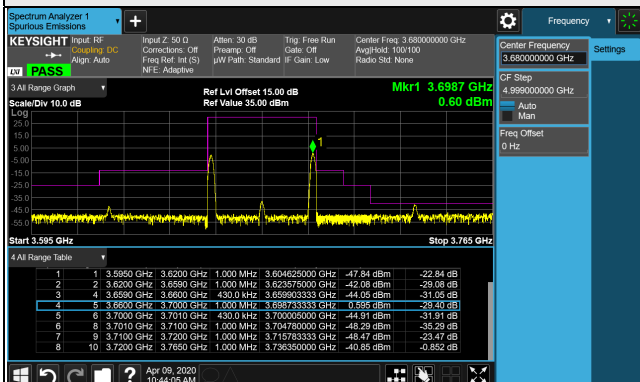 Spectrum Analyzer 1
Spurious Emissions
Frequency
KEYSIGHT Input: RF
Coupling: DC
Align: Auto
Input Z: 50 Ω
Corrections: Off
Freq Ref: Int (S)
NFE: Adaptive
Atten: 30 dB
Preamp: Off
µW Path: Standard
Trig: Free Run
Gate: Off
IF Gain: Low
Center Freq: 3.680000000 GHz
Avg|Hold: 100/100
Radio Std: None
LXI PASS
Center Frequency
3.680000000 GHz
Settings
CF Step
4.999000000 GHz
Auto
Man
Freq Offset
0 Hz
3 All Range Graph
Ref Lvl Offset 15.00 dB
Mkr1 3.6987 GHz
Scale/Div 10.0 dB
Ref Value 35.00 dBm
0.60 dBm
Log
25.0
15.0
5.00
-5.00
-15.0
-25.0
-35.0
-45.0
-55.0
1
Start 3.595 GHz
Stop 3.765 GHz
4 All Range Table
1 1 3.5950 GHz 3.6200 GHz 1.000 MHz 3.604625000 GHz -47.84 dBm -22.84 dB
2 2 3.6200 GHz 3.6590 GHz 1.000 MHz 3.623575000 GHz -42.08 dBm -29.08 dB
3 4 3.6590 GHz 3.6600 GHz 430.0 kHz 3.659903333 GHz -44.05 dBm -31.05 dB
4 5 3.6600 GHz 3.7000 GHz 1.000 MHz 3.698733333 GHz 0.595 dBm -29.40 dB
5 6 3.7000 GHz 3.7010 GHz 430.0 kHz 3.700005000 GHz -44.91 dBm -31.91 dB
6 8 3.7010 GHz 3.7100 GHz 1.000 MHz 3.704780000 GHz -48.29 dBm -35.29 dB
7 9 3.7100 GHz 3.7200 GHz 1.000 MHz 3.715783333 GHz -48.47 dBm -23.47 dB
8 10 3.7200 GHz 3.7650 GHz 1.000 MHz 3.736350000 GHz -40.85 dBm -0.852 dB
Apr 09, 2020
10:44:05 AM